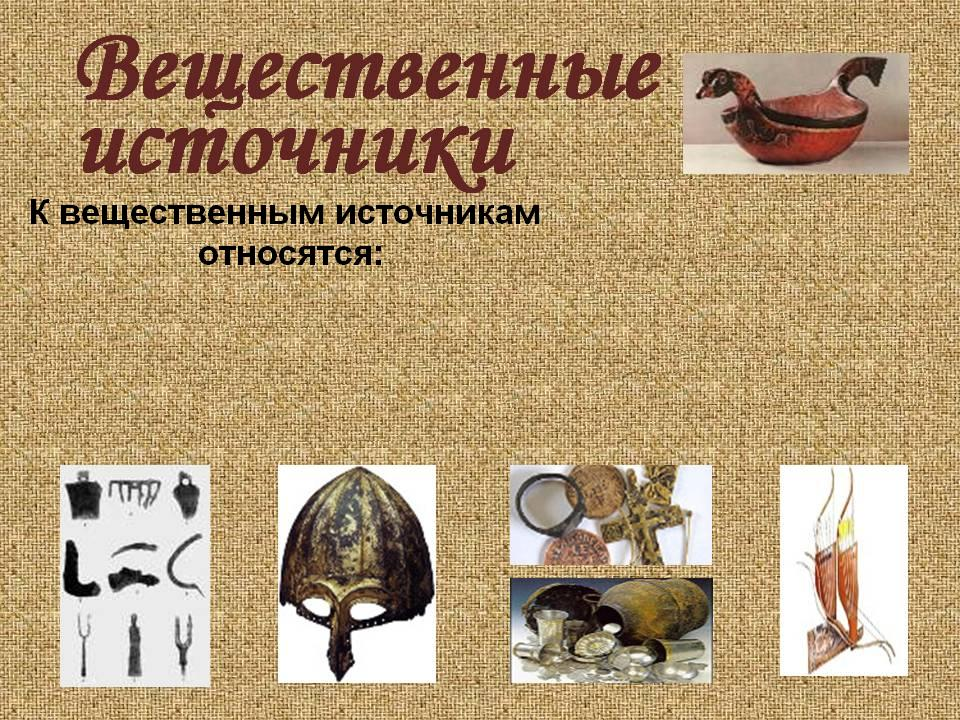 Вещественные
источники
К вещественным источникам
относятся: